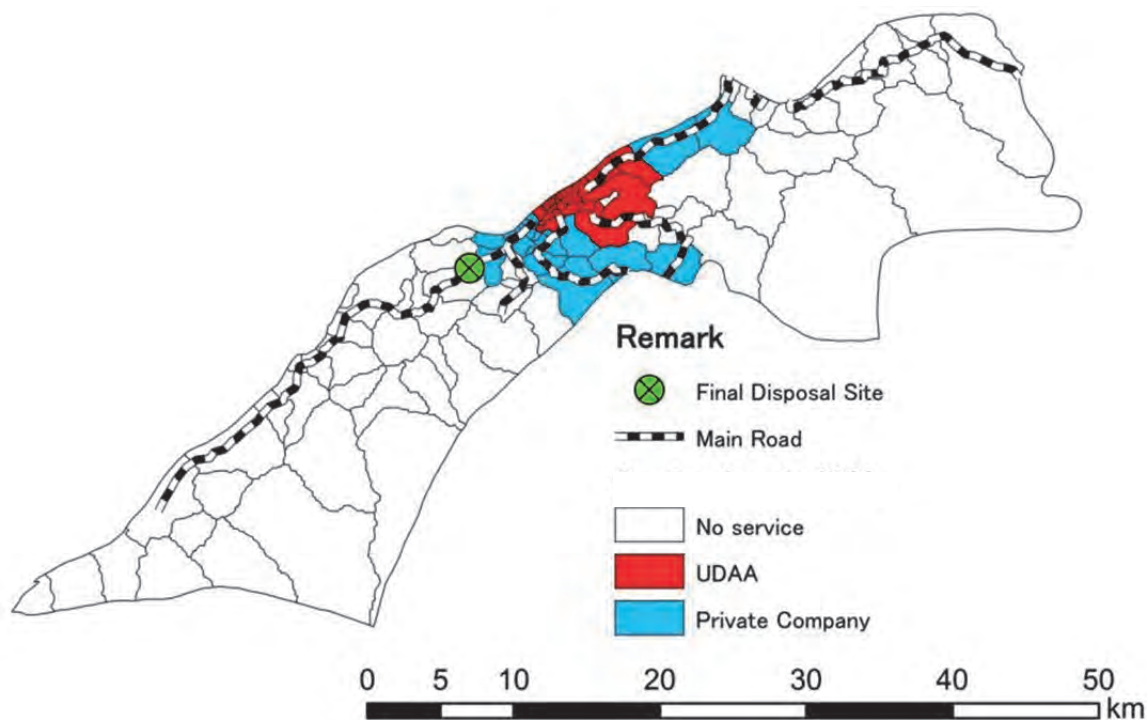 Remark
Final Disposal Site
Main Road
No service
UDAA
Private Company
0 5 10 20 30 40 50
km